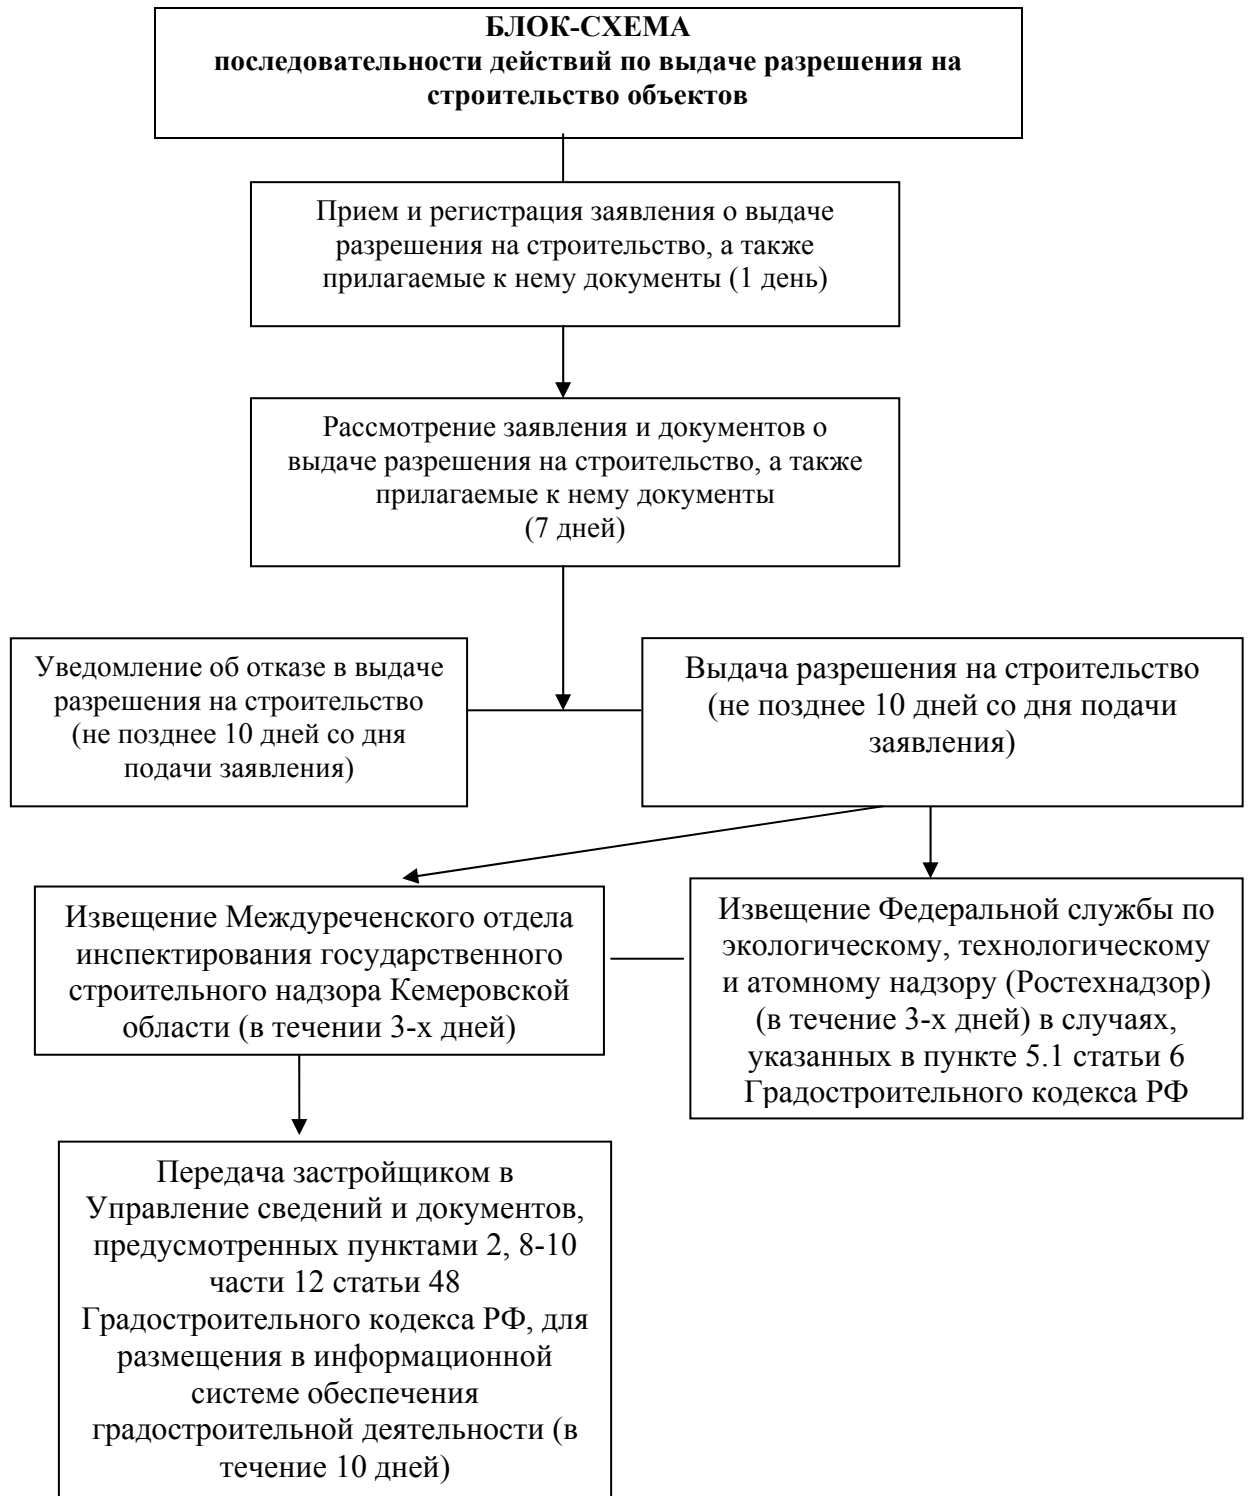 БЛОК-СХЕМА
последовательности действий по выдаче разрешения на
строительство объектов
Прием и регистрация заявления о выдаче
разрешения на строительство, а также
прилагаемые к нему документы (1 день)
Рассмотрение заявления и документов о
выдаче разрешения на строительство, а также
прилагаемые к нему документы
(7 дней)
Уведомление об отказе в выдаче
разрешения на строительство
(не позднее 10 дней со дня
подачи заявления)
Выдача разрешения на строительство
(не позднее 10 дней со дня подачи
заявления)
Извещение Междуреченского отдела
инспектирования государственного
строительного надзора Кемеровской
области (в течении 3-х дней)
Извещение Федеральной службы по
экологическому, технологическому
и атомному надзору (Ростехнадзор)
(в течение 3-х дней) в случаях,
указанных в пункте 5.1 статьи 6
Градостроительного кодекса РФ
Передача застройщиком в
Управление сведений и документов,
предусмотренных пунктами 2, 8-10
части 12 статьи 48
Градостроительного кодекса РФ, для
размещения в информационной
системе обеспечения
градостроительной деятельности (в
течение 10 дней)